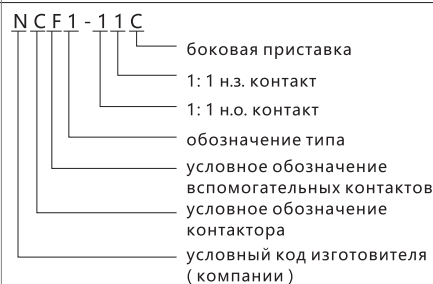 NCF1-11C
боковая приставка
1: 1 н.з. контакт
1: 1 н.о. контакт
обозначение типа
условное обозначение
вспомогательных контактов
условное обозначение
контактора
условный код изготовителя
( компании )